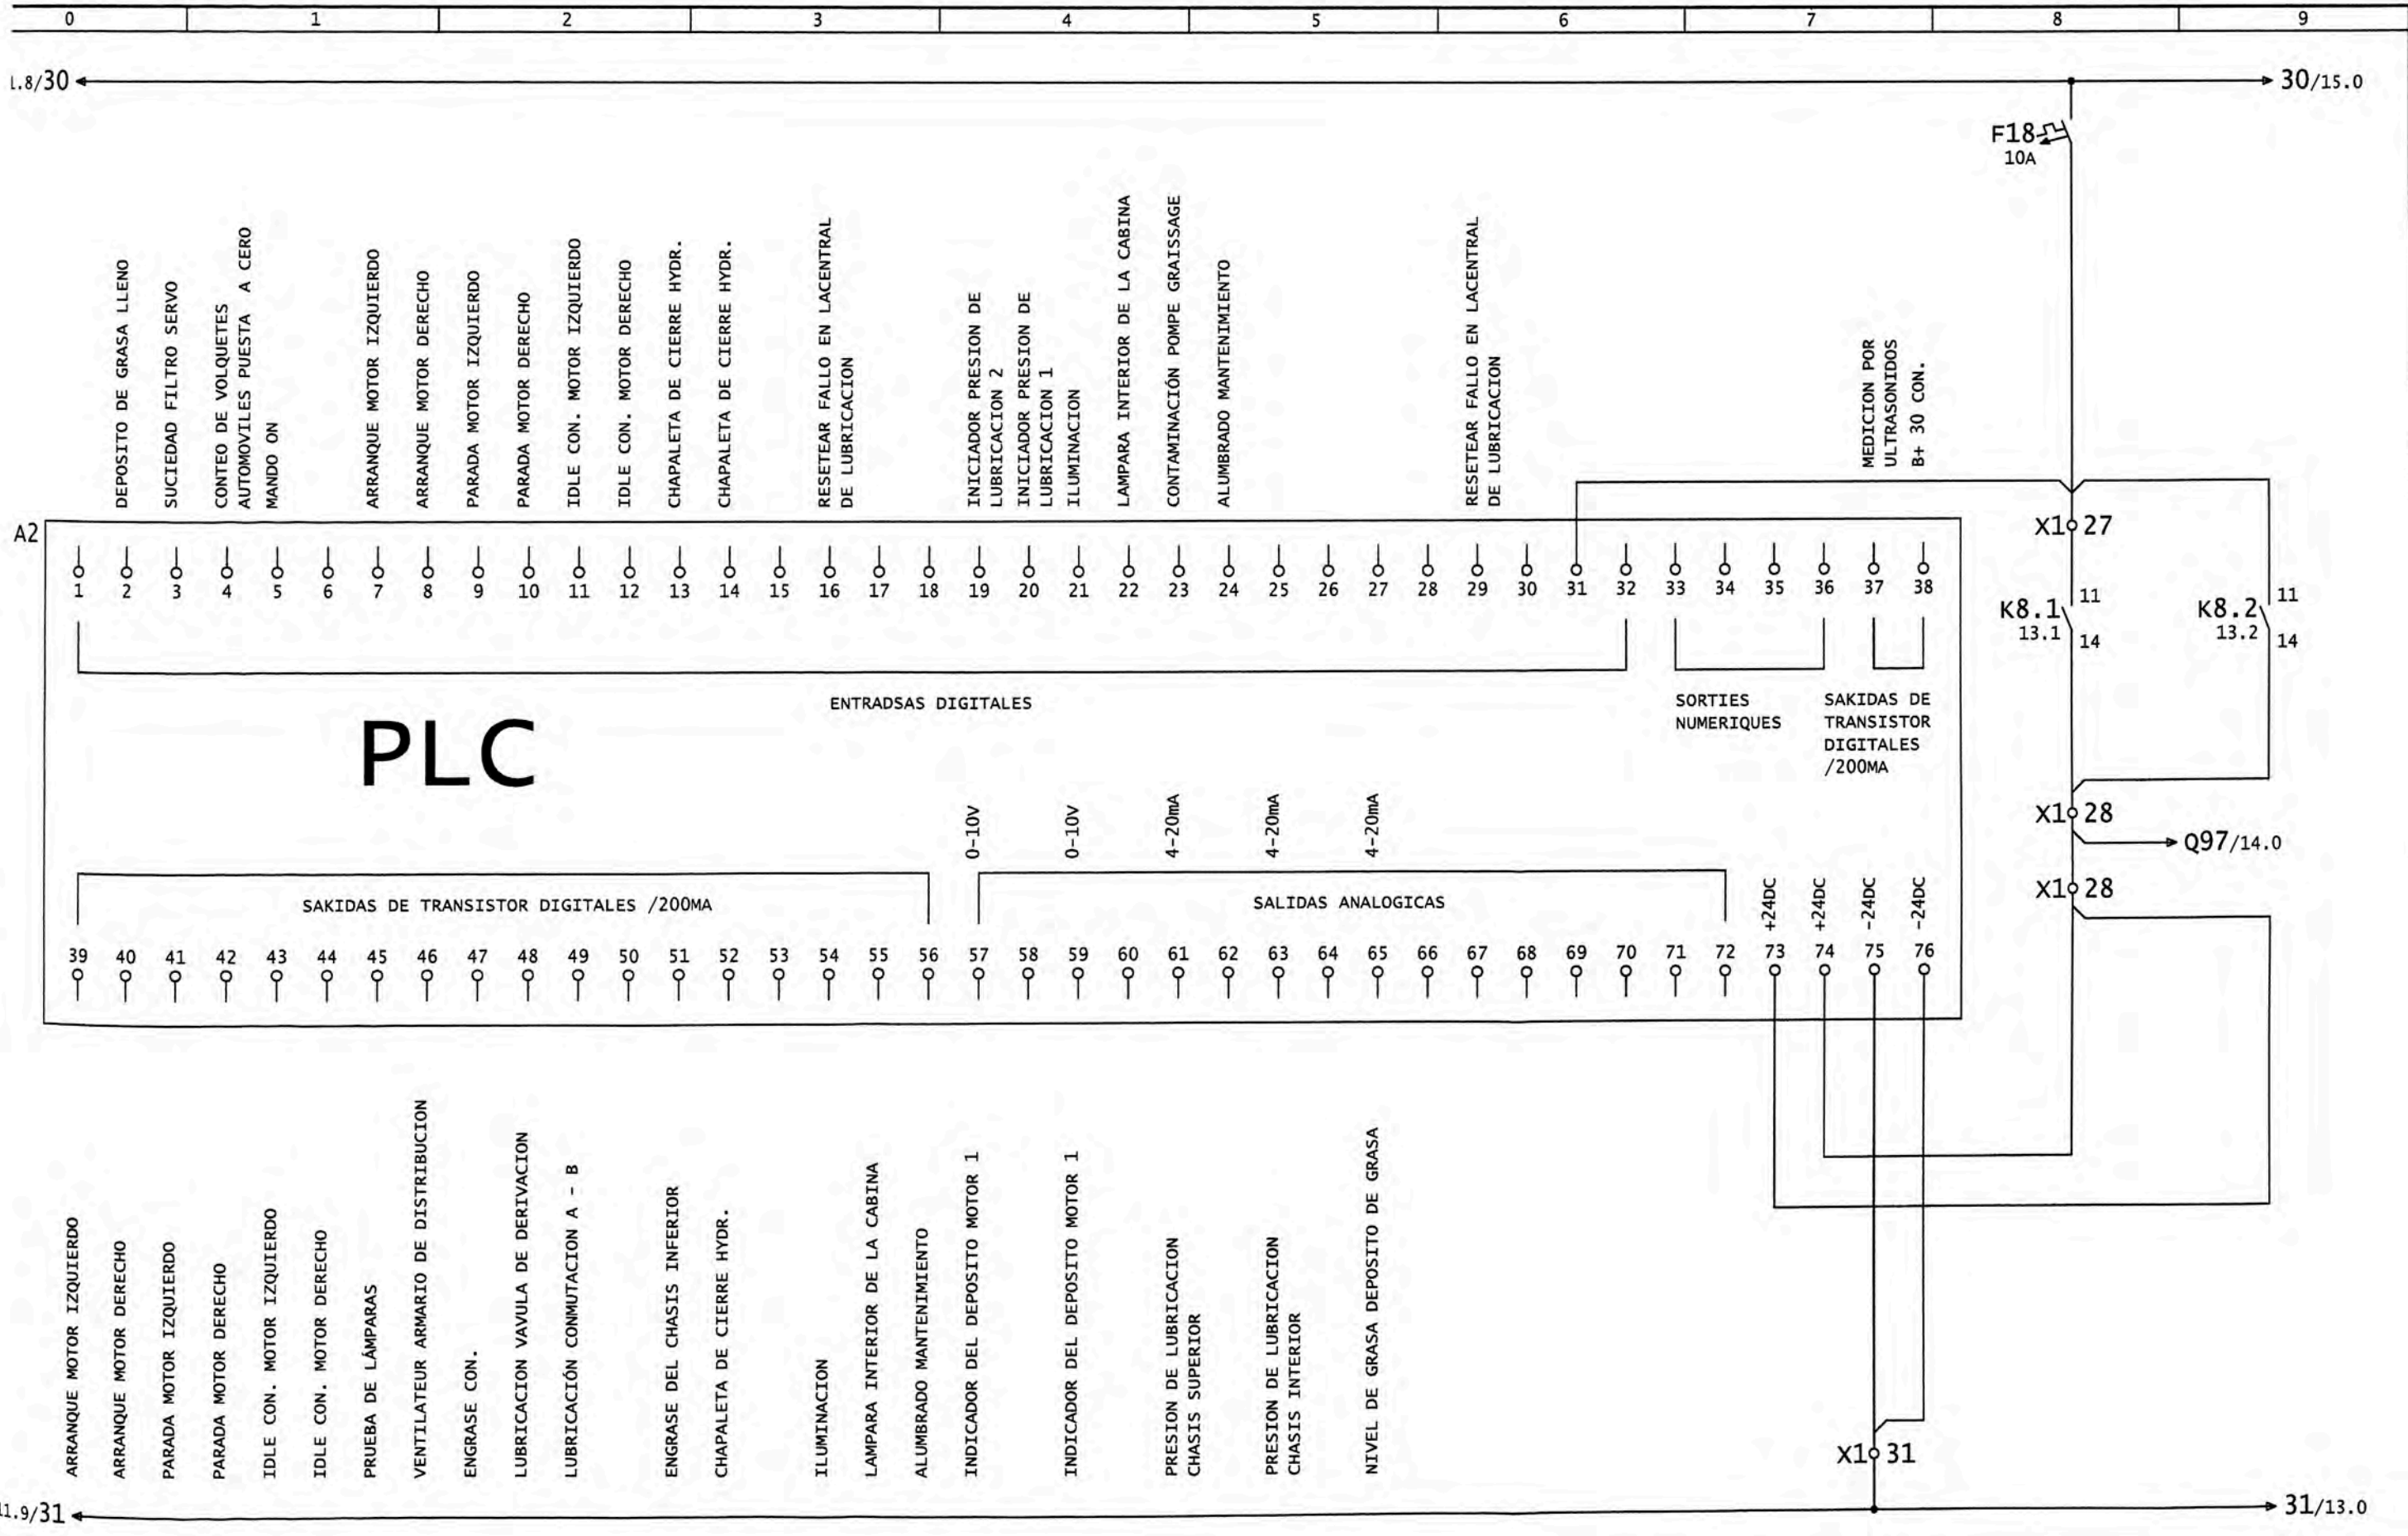 0 1 2 3 4 5 6 7 8 9
.8/30
30/15.0
F18
10A
DEPOSITO DE GRASA LLENO
SUCIEDAD FILTRO SERVO
CONTEO DE VOLQUETES
AUTOMOVILES PUESTA A CERO
MANDO ON
ARRANQUE MOTOR IZQUIERDO
ARRANQUE MOTOR DERECHO
PARADA MOTOR IZQUIERDO
PARADA MOTOR DERECHO
IDLE CON. MOTOR IZQUIERDO
IDLE CON. MOTOR DERECHO
CHAPALETA DE CIERRE HYDR.
CHAPALETA DE CIERRE HYDR.
RESETEAR FALLO EN LACENTRAL
DE LUBRICACION
INICIADOR PRESION DE
LUBRICACION 2
INICIADOR PRESION DE
LUBRICACION 1
ILUMINACION
LAMPARA INTERIOR DE LA CABINA
CONTAMINACIÓN POMPE GRAISSAGE
ALUMBRADO MANTENIMIENTO
RESETEAR FALLO EN LACENTRAL
DE LUBRICACION
MEDICION POR
ULTRASONIDOS
B+ 30 CON.
A2
X1 27
1 2 3 4 5 6 7 8 9 10 11 12 13 14 15 16 17 18 19 20 21 22 23 24 25 26 27 28 29 30 31 32 33 34 35 36 37 38
K8.1
13.1
11
14
K8.2
13.2
11
14
ENTRADSAS DIGITALES
SORTIES
NUMERIQUES
SAKIDAS DE
TRANSISTOR
DIGITALES
/200MA
PLC
0-10V
0-10V
4-20mA
4-20mA
4-20mA
X1 28
Q97/14.0
X1 28
SAKIDAS DE TRANSISTOR DIGITALES /200MA
SALIDAS ANALOGICAS
+24DC
+24DC
-24DC
-24DC
39 40 41 42 43 44 45 46 47 48 49 50 51 52 53 54 55 56 57 58 59 60 61 62 63 64 65 66 67 68 69 70 71 72 73 74 75 76
ARRANQUE MOTOR IZQUIERDO
ARRANQUE MOTOR DERECHO
PARADA MOTOR IZQUIERDO
PARADA MOTOR DERECHO
IDLE CON. MOTOR IZQUIERDO
IDLE CON. MOTOR DERECHO
PRUEBA DE LÁMPARAS
VENTILATEUR ARMARIO DE DISTRIBUCION
ENGRASE CON.
LUBRICACION VAVULA DE DERIVACION
LUBRICACIÓN CONMUTACION A - B
ENGRASE DEL CHASIS INFERIOR
CHAPALETA DE CIERRE HYDR.
ILUMINACION
LAMPARA INTERIOR DE LA CABINA
ALUMBRADO MANTENIMIENTO
INDICADOR DEL DEPOSITO MOTOR 1
INDICADOR DEL DEPOSITO MOTOR 1
PRESION DE LUBRICACION
CHASIS SUPERIOR
PRESION DE LUBRICACION
CHASIS INTERIOR
NIVEL DE GRASA DEPOSITO DE GRASA
X1 31
1.9/31
31/13.0